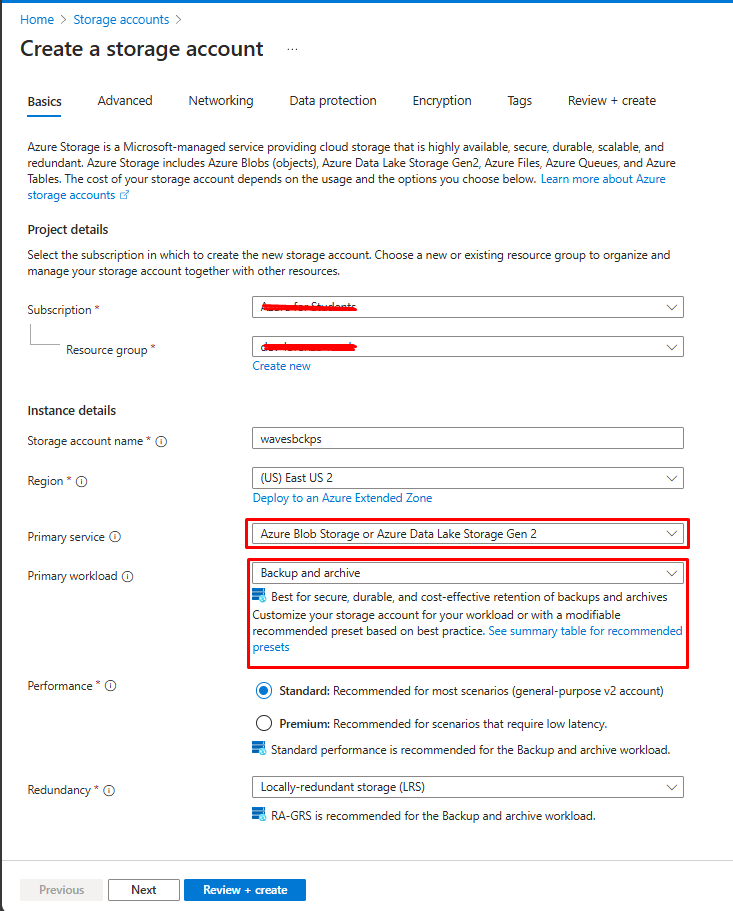 Home > Storage accounts >
Create a storage account ...
Basics Advanced Networking Data protection Encryption Tags Review + create
Azure Storage is a Microsoft-managed service providing cloud storage that is highly available, secure, durable, scalable, and
redundant. Azure Storage includes Azure Blobs (objects), Azure Data Lake Storage Gen2, Azure Files, Azure Queues, and Azure
Tables. The cost of your storage account depends on the usage and the options you choose below. Learn more about Azure
storage accounts
Project details
Select the subscription in which to create the new storage account. Choose a new or existing resource group to organize and
manage your storage account together with other resources.
Subscription * Azure for Students
Resource group *
Create new
Instance details
Storage account name * wavesbckps
Region * (US) East US 2
Deploy to an Azure Extended Zone
Primary service Azure Blob Storage or Azure Data Lake Storage Gen 2
Primary workload Backup and archive
Best for secure, durable, and cost-effective retention of backups and archives
Customize your storage account for your workload or with a modifiable
recommended preset based on best practice. See summary table for recommended
presets
Performance * Standard: Recommended for most scenarios (general-purpose v2 account)
Premium: Recommended for scenarios that require low latency.
Standard performance is recommended for the Backup and archive workload.
Redundancy * Locally-redundant storage (LRS)
RA-GRS is recommended for the Backup and archive workload.
Previous Next Review + create